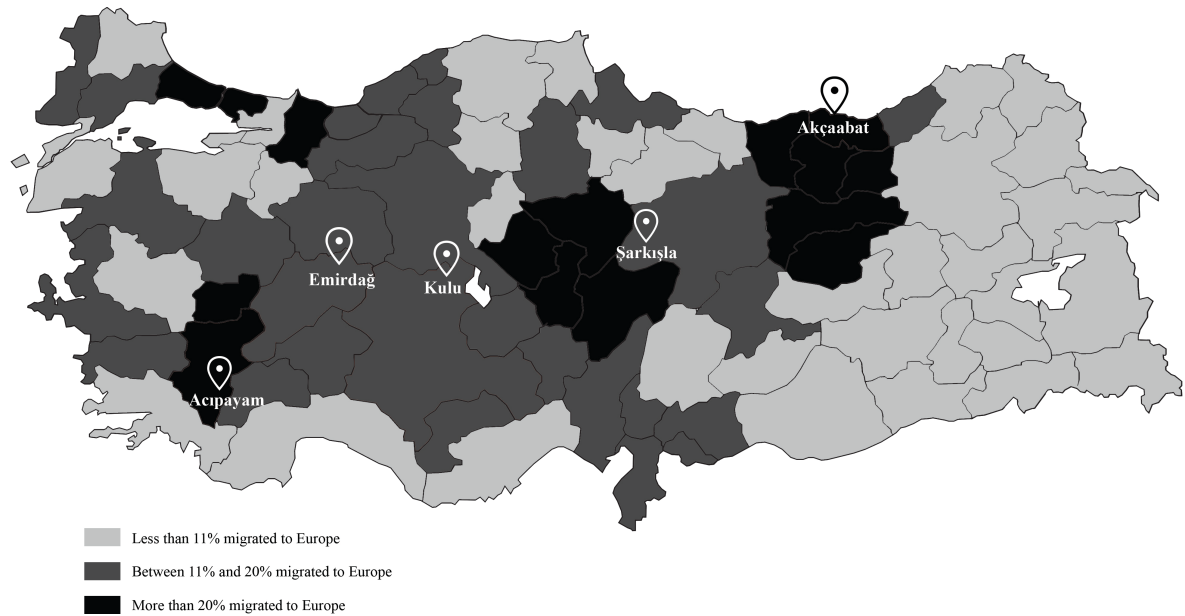 Akçaabat
Şarkışla
Emirdağ
Kulu
Acıpayam
Less than 11% migrated to Europe
Between 11% and 20% migrated to Europe
More than 20% migrated to Europe